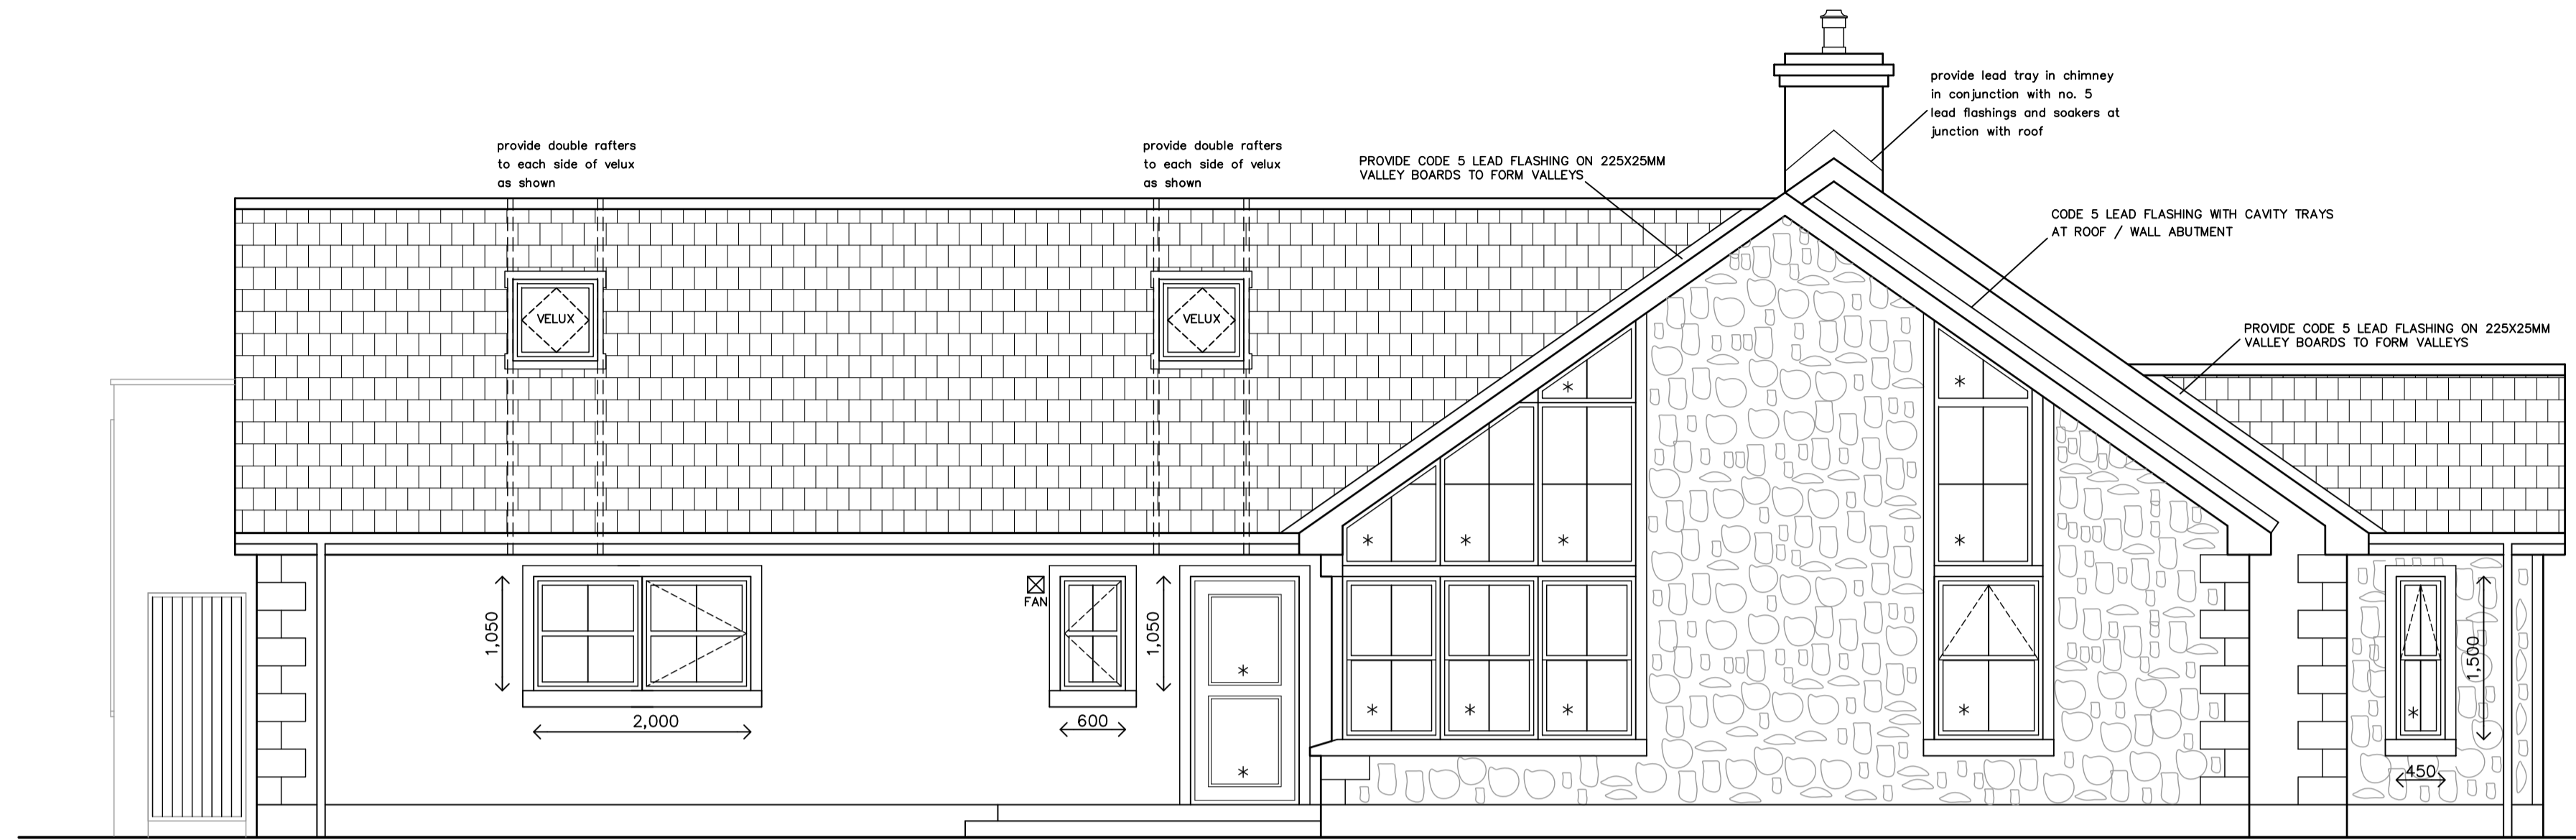 provide lead tray in chimney
in conjunction with no. 5
lead flashings and soakers at
junction with roof
provide double rafters
to each side of velux
as shown
provide double rafters
to each side of velux
as shown
PROVIDE CODE 5 LEAD FLASHING ON 225X25MM
VALLEY BOARDS TO FORM VALLEYS
CODE 5 LEAD FLASHING WITH CAVITY TRAYS
AT ROOF / WALL ABUTMENT
PROVIDE CODE 5 LEAD FLASHING ON 225X25MM
VALLEY BOARDS TO FORM VALLEYS
VELUX
VELUX
*
*
*
*
*
*
FAN
1,050
1,050
1,500
*
*
*
*
*
*
*
2,000
600
450